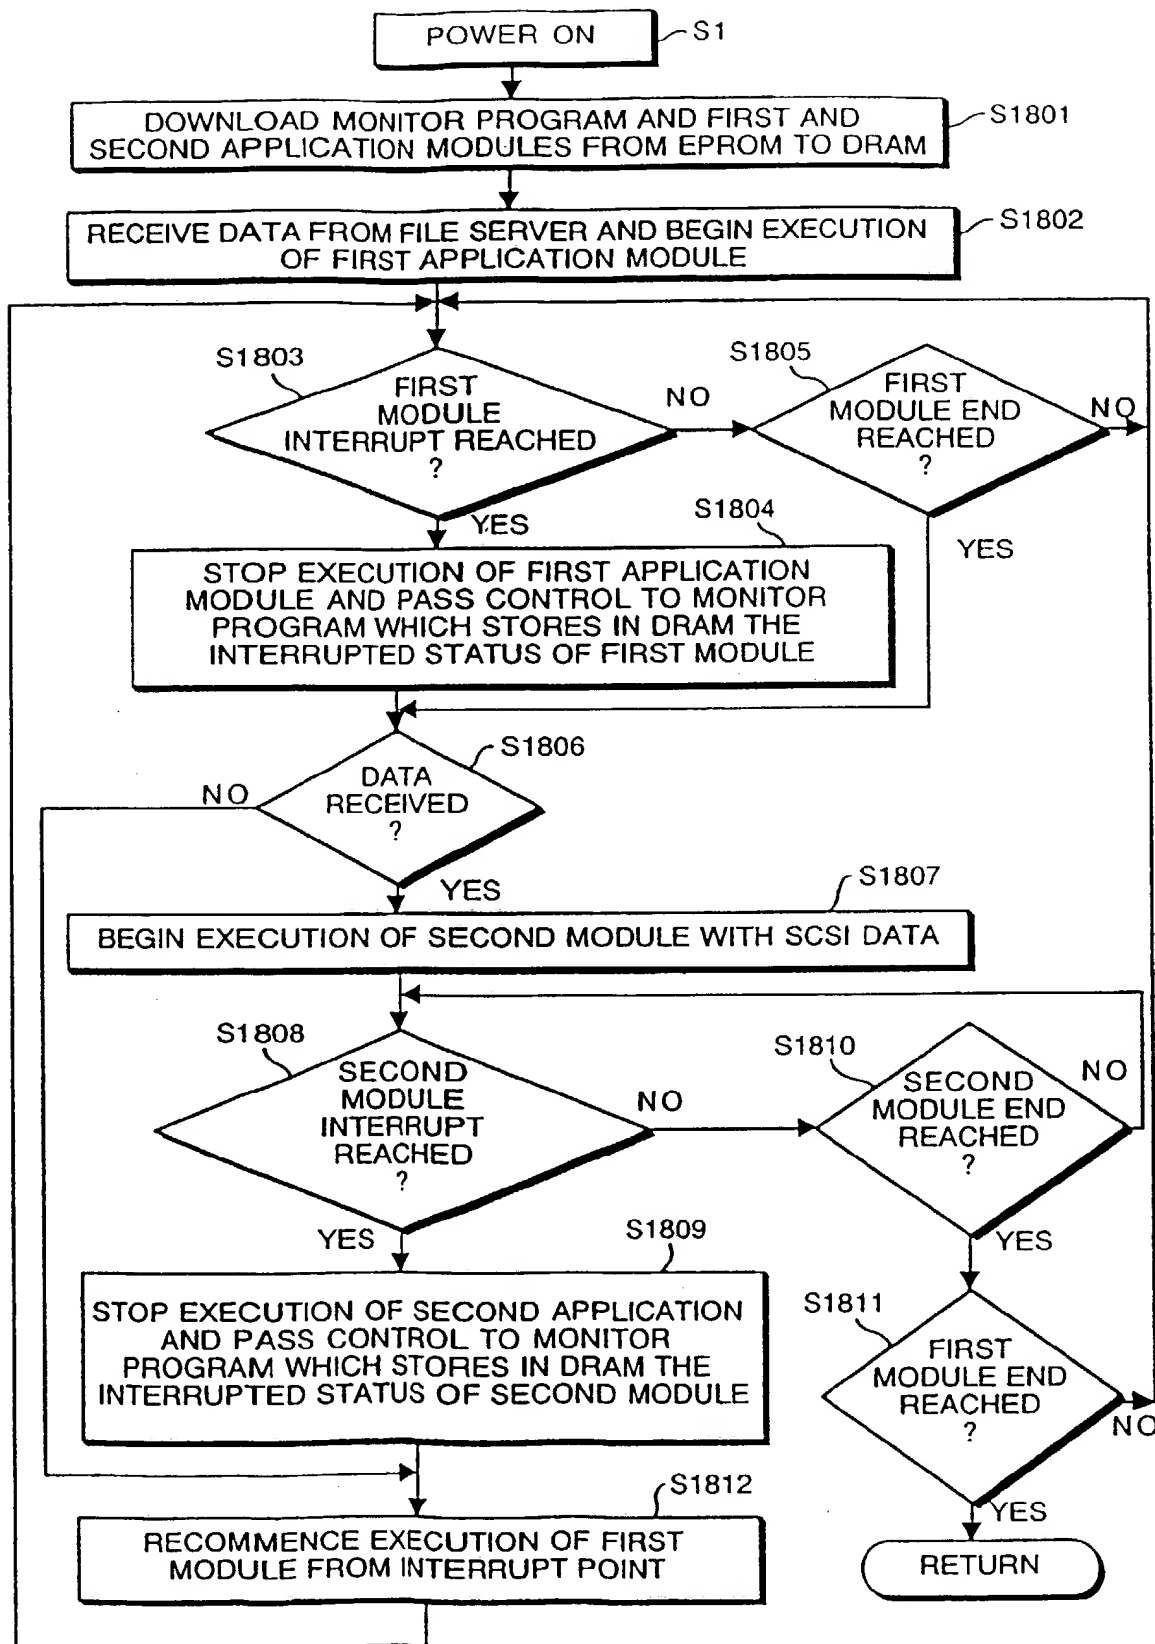 POWER ON
S1
DOWNLOAD MONITOR PROGRAM AND FIRST AND
SECOND APPLICATION MODULES FROM EPROM TO DRAM
S1801
RECEIVE DATA FROM FILE SERVER AND BEGIN EXECUTION
OF FIRST APPLICATION MODULE
S1802
S1803
FIRST
MODULE
INTERRUPT REACHED
?
NO
S1805
FIRST
MODULE END
REACHED
?
NO
YES
S1804
YES
STOP EXECUTION OF FIRST APPLICATION
MODULE AND PASS CONTROL TO MONITOR
PROGRAM WHICH STORES IN DRAM THE
INTERRUPTED STATUS OF FIRST MODULE
S1806
NO
DATA
RECEIVED
?
YES
S1807
BEGIN EXECUTION OF SECOND MODULE WITH SCSI DATA
S1808
SECOND
MODULE
INTERRUPT
REACHED
?
NO
S1810
SECOND
MODULE END
REACHED
?
NO
YES
YES
S1809
STOP EXECUTION OF SECOND APPLICATION
AND PASS CONTROL TO MONITOR
PROGRAM WHICH STORES IN DRAM THE
INTERRUPTED STATUS OF SECOND MODULE
S1811
FIRST
MODULE END
REACHED
?
NO
YES
S1812
RECOMMENCE EXECUTION OF FIRST
MODULE FROM INTERRUPT POINT
RETURN